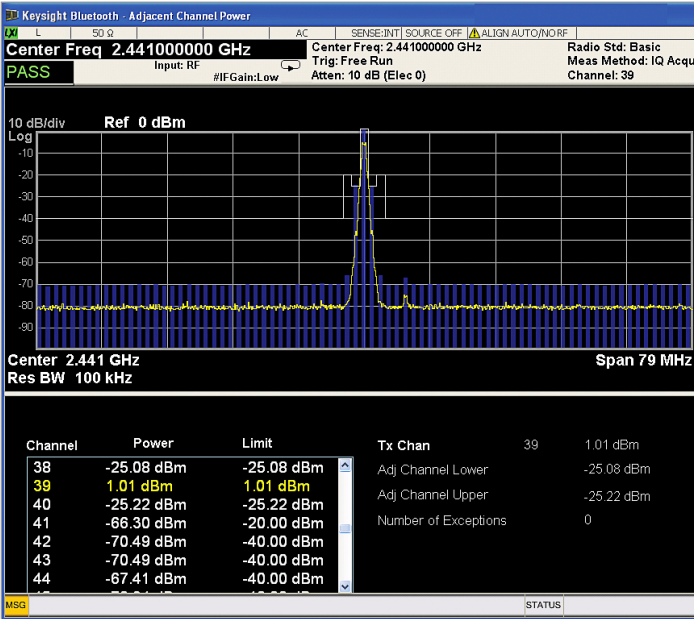 Keysight Bluetooth - Adjacent Channel Power
LXI L 50 Ω AC SENSE:INT SOURCE OFF ALIGN AUTO/NO RF
Center Freq 2.441000000 GHz
Center Freq: 2.441000000 GHz
Radio Std: Basic
PASS
Input: RF
#IFGain:Low
Trig: Free Run
Atten: 10 dB (Elec 0)
Meas Method: IQ Acqu
Channel: 39
10 dB/div Ref 0 dBm
Log
-10
-20
-30
-40
-50
-60
-70
-80
-90
Center 2.441 GHz Span 79 MHz
Res BW 100 kHz
Channel Power Limit
38 -25.08 dBm -25.08 dBm
39 1.01 dBm 1.01 dBm
40 -25.22 dBm -25.22 dBm
41 -66.30 dBm -20.00 dBm
42 -70.49 dBm -40.00 dBm
43 -70.49 dBm -40.00 dBm
44 -67.41 dBm -40.00 dBm
Tx Chan 39 1.01 dBm
Adj Channel Lower -25.08 dBm
Adj Channel Upper -25.22 dBm
Number of Exceptions 0
MSG STATUS